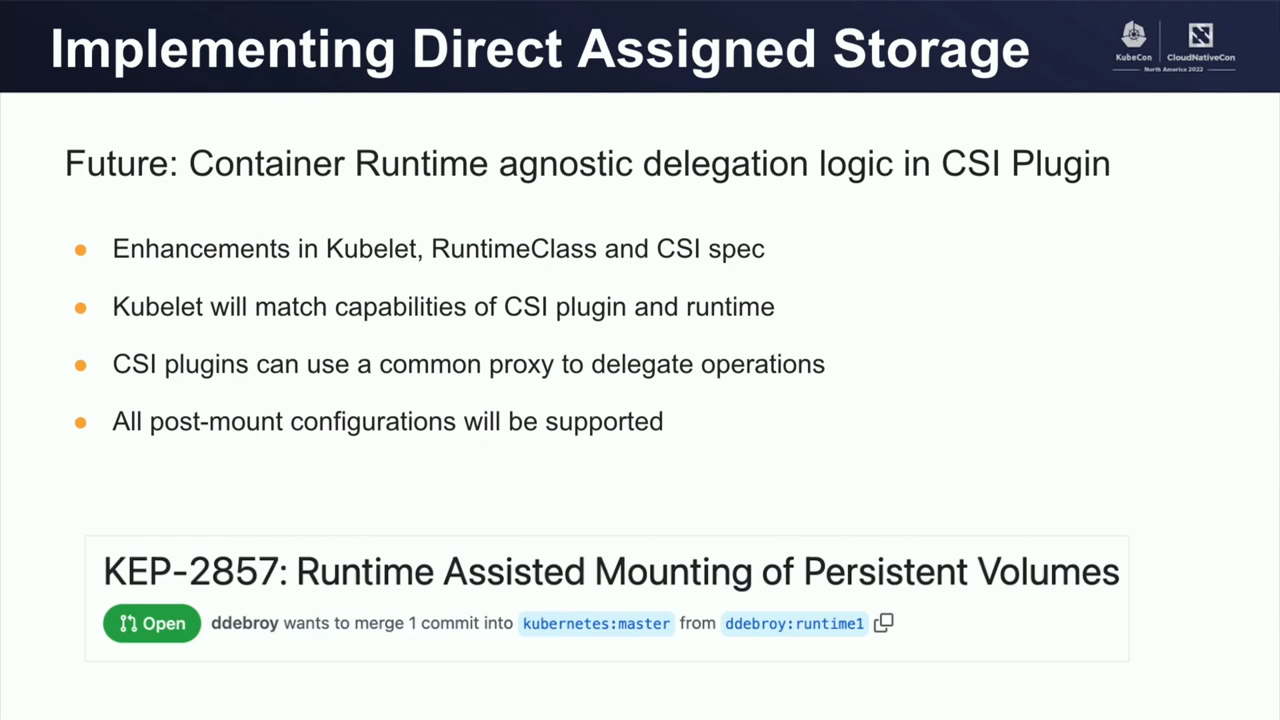 Implementing Direct Assigned Storage
KubeCon
CloudNativeCon
North America 2022
Future: Container Runtime agnostic delegation logic in CSI Plugin
Enhancements in Kubelet, RuntimeClass and CSI spec
Kubelet will match capabilities of CSI plugin and runtime
CSI plugins can use a common proxy to delegate operations
All post-mount configurations will be supported
KEP-2857: Runtime Assisted Mounting of Persistent Volumes
Open ddebroy wants to merge 1 commit into kubernetes:master from ddebroy:runtime1